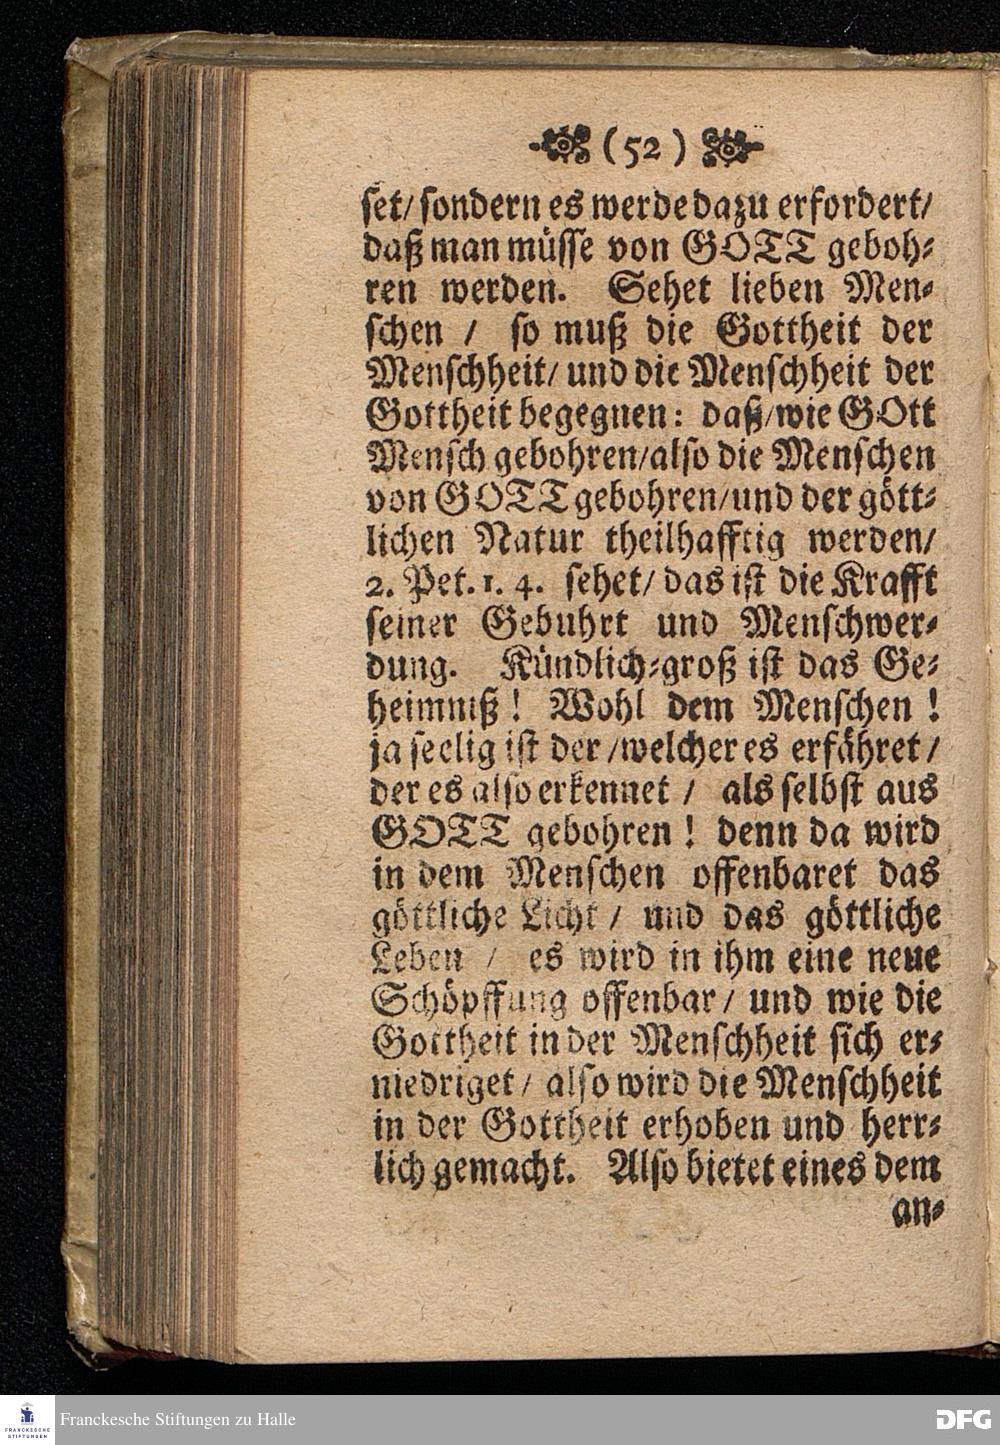 (52)
set/ sondern es werde dazu erfordert/
daß man müsse von GOTT geboh-
ren werden. Sehet lieben Men-
schen / so muß die Gottheit der
Menschheit/ und die Menschheit der
Gottheit begegnen: daß/wie GOtt
Mensch gebohren/also die Menschen
von GOTT gebohren/und der gött-
lichen Natur theilhafftig werden/
2. Pet. 1. 4. sehet/ das ist die Krafft
seiner Gebuhrt und Menschwer-
dung. Kündlich-groß ist das Ge-
heimniß! Wohl dem Menschen!
ja seelig ist der /welcher es erfähret /
der es also erkennet / als selbst aus
GOTT gebohren! denn da wird
in dem Menschen offenbaret das
göttliche Licht / und das göttliche
Leben / es wird in ihm eine neue
Schöpffung offenbar/ und wie die
Gottheit in der Menschheit sich er-
niedriget/ also wird die Menschheit
in der Gottheit erhoben und herr-
lich gemacht. Also bietet eines dem
an-
FRANCKESCHE
STIFTUNGEN
Franckesche Stiftungen zu Halle
DFG